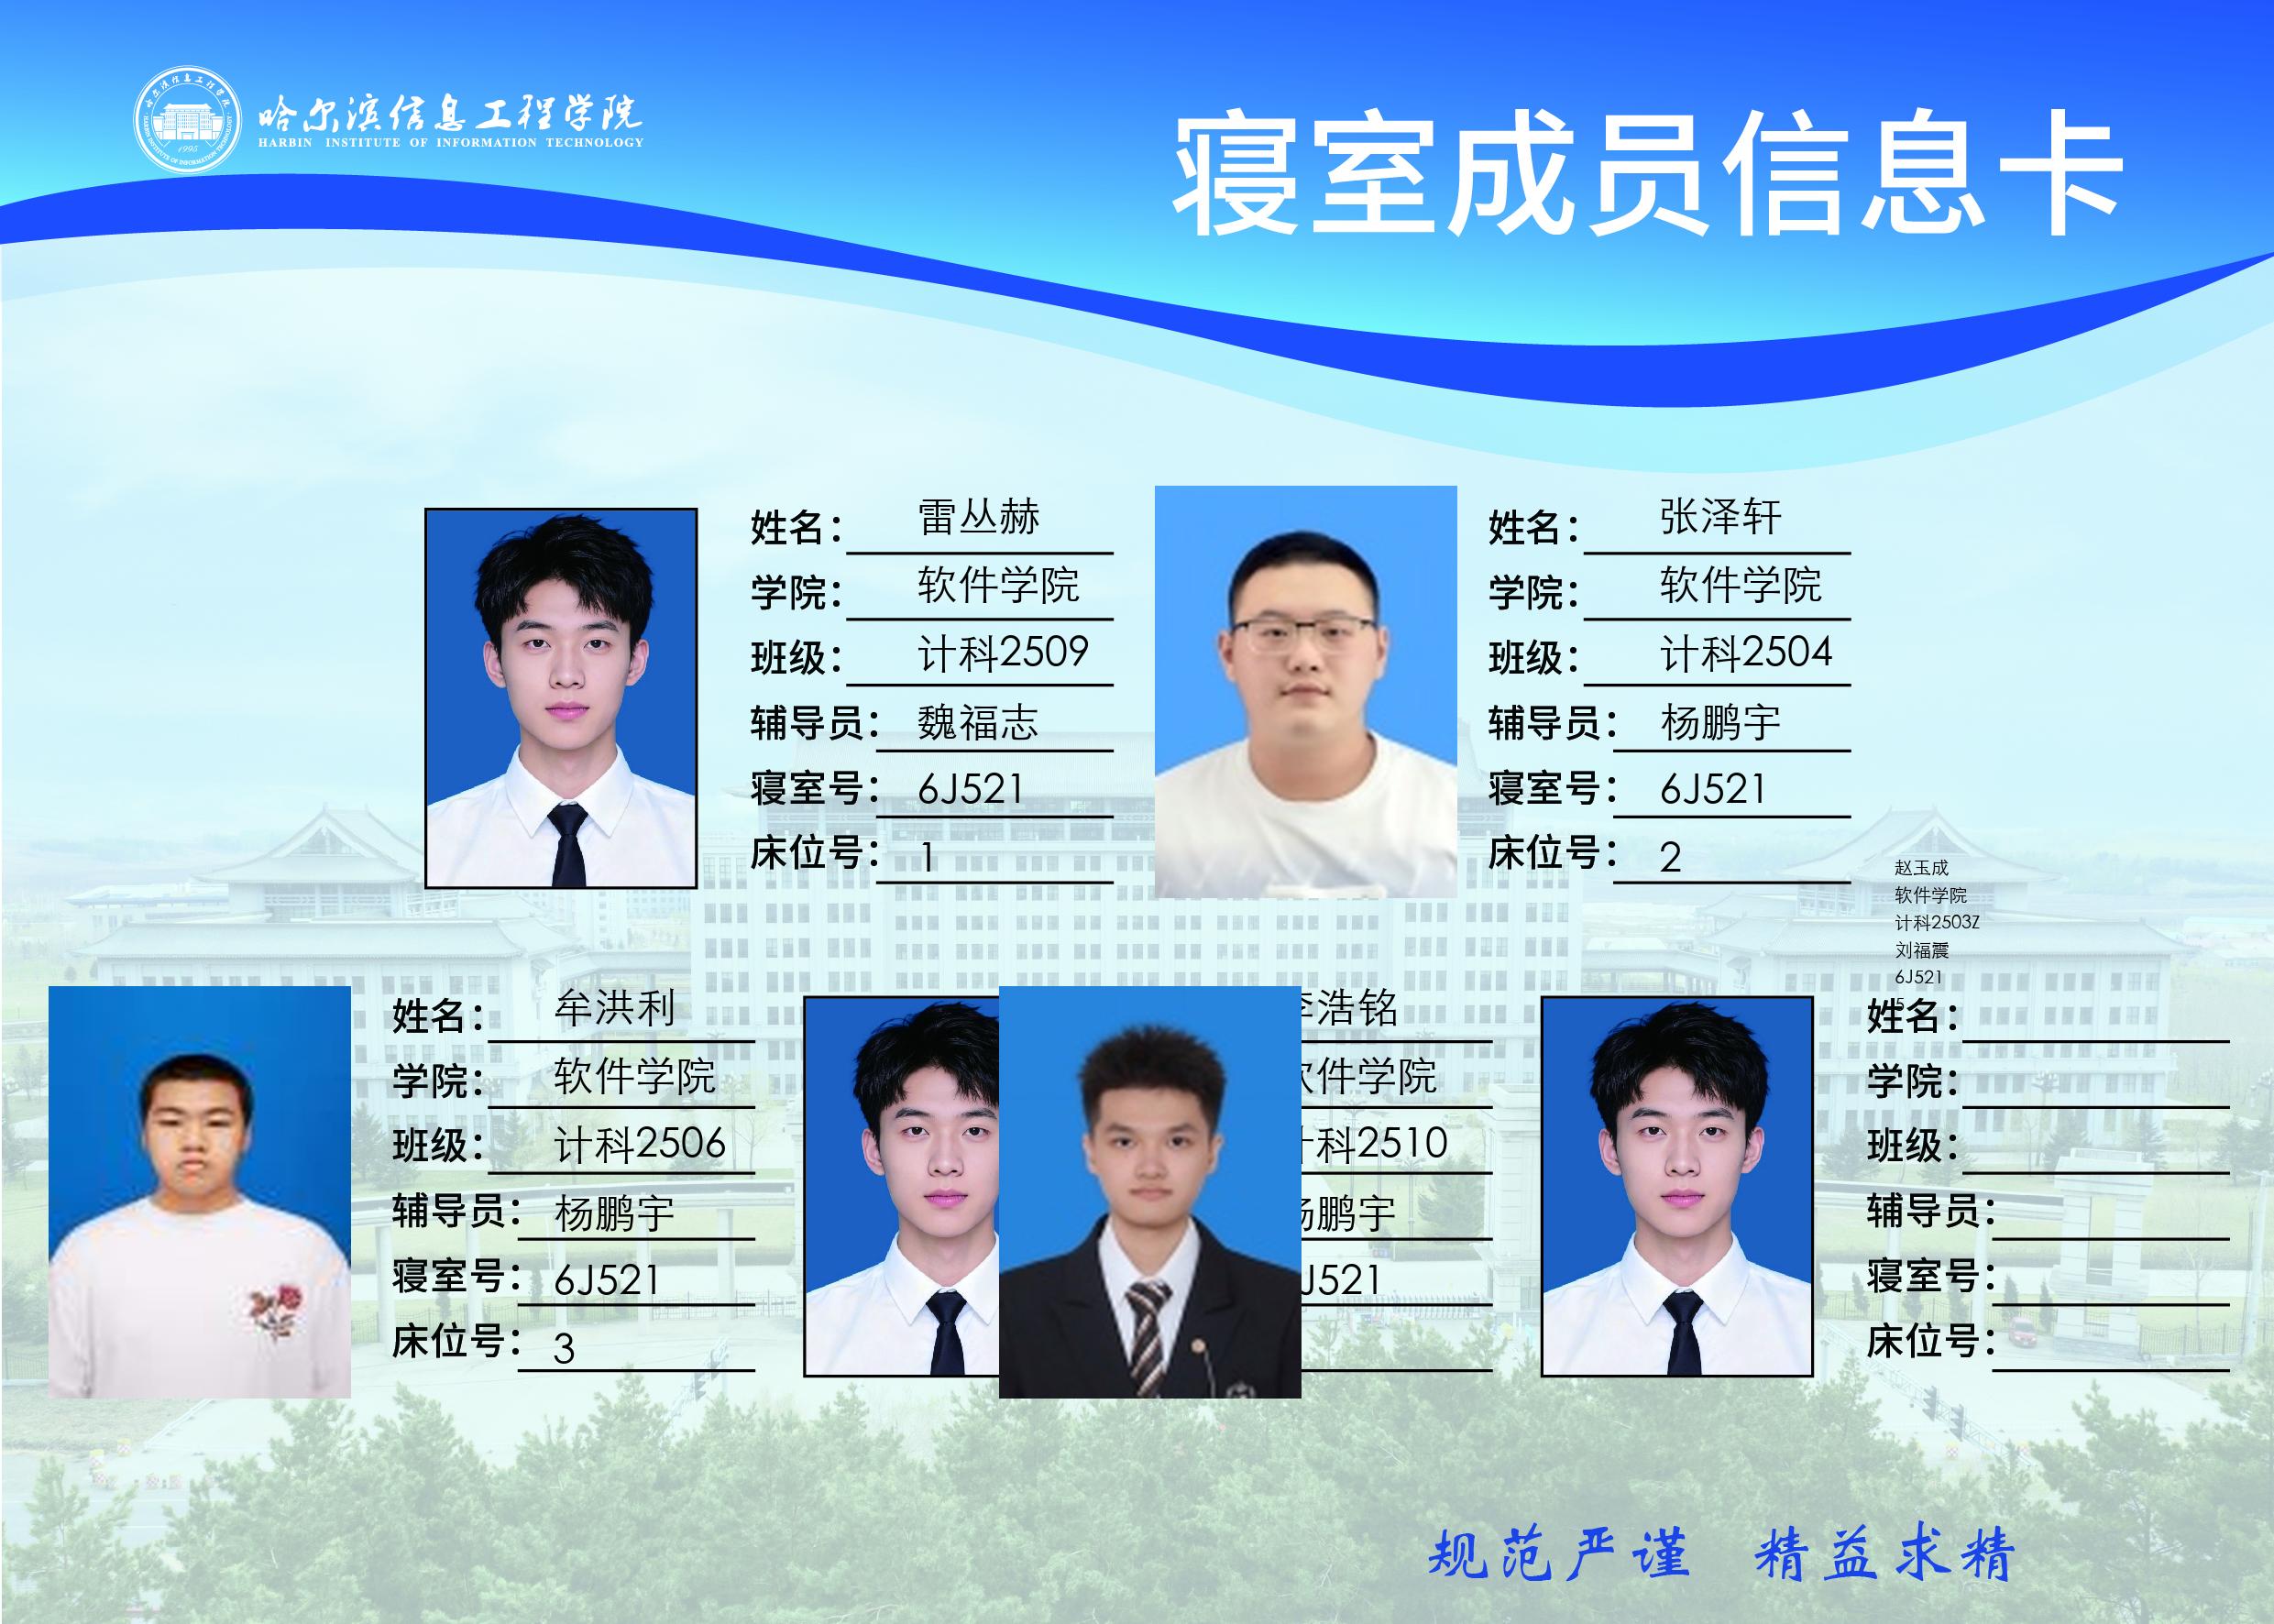 哈尔滨信息工程学院
HARBIN INSTITUTE OF INFORMATION TECHNOLOGY
1995
寝室成员信息卡
姓名： 雷丛赫
学院： 软件学院
班级： 计科2509
辅导员： 魏福志
寝室号： 6J521
床位号： 1
姓名： 张泽轩
学院： 软件学院
班级： 计科2504
辅导员： 杨鹏宇
寝室号： 6J521
床位号： 2
赵玉成
软件学院
计科2503Z
刘福震
6J521
5
姓名： 牟洪利
学院： 软件学院
班级： 计科2506
辅导员： 杨鹏宇
寝室号： 6J521
床位号： 3
李浩铭
软件学院
计科2510
杨鹏宇
J521
姓名：
学院：
班级：
辅导员：
寝室号：
床位号：
规范严谨 精益求精